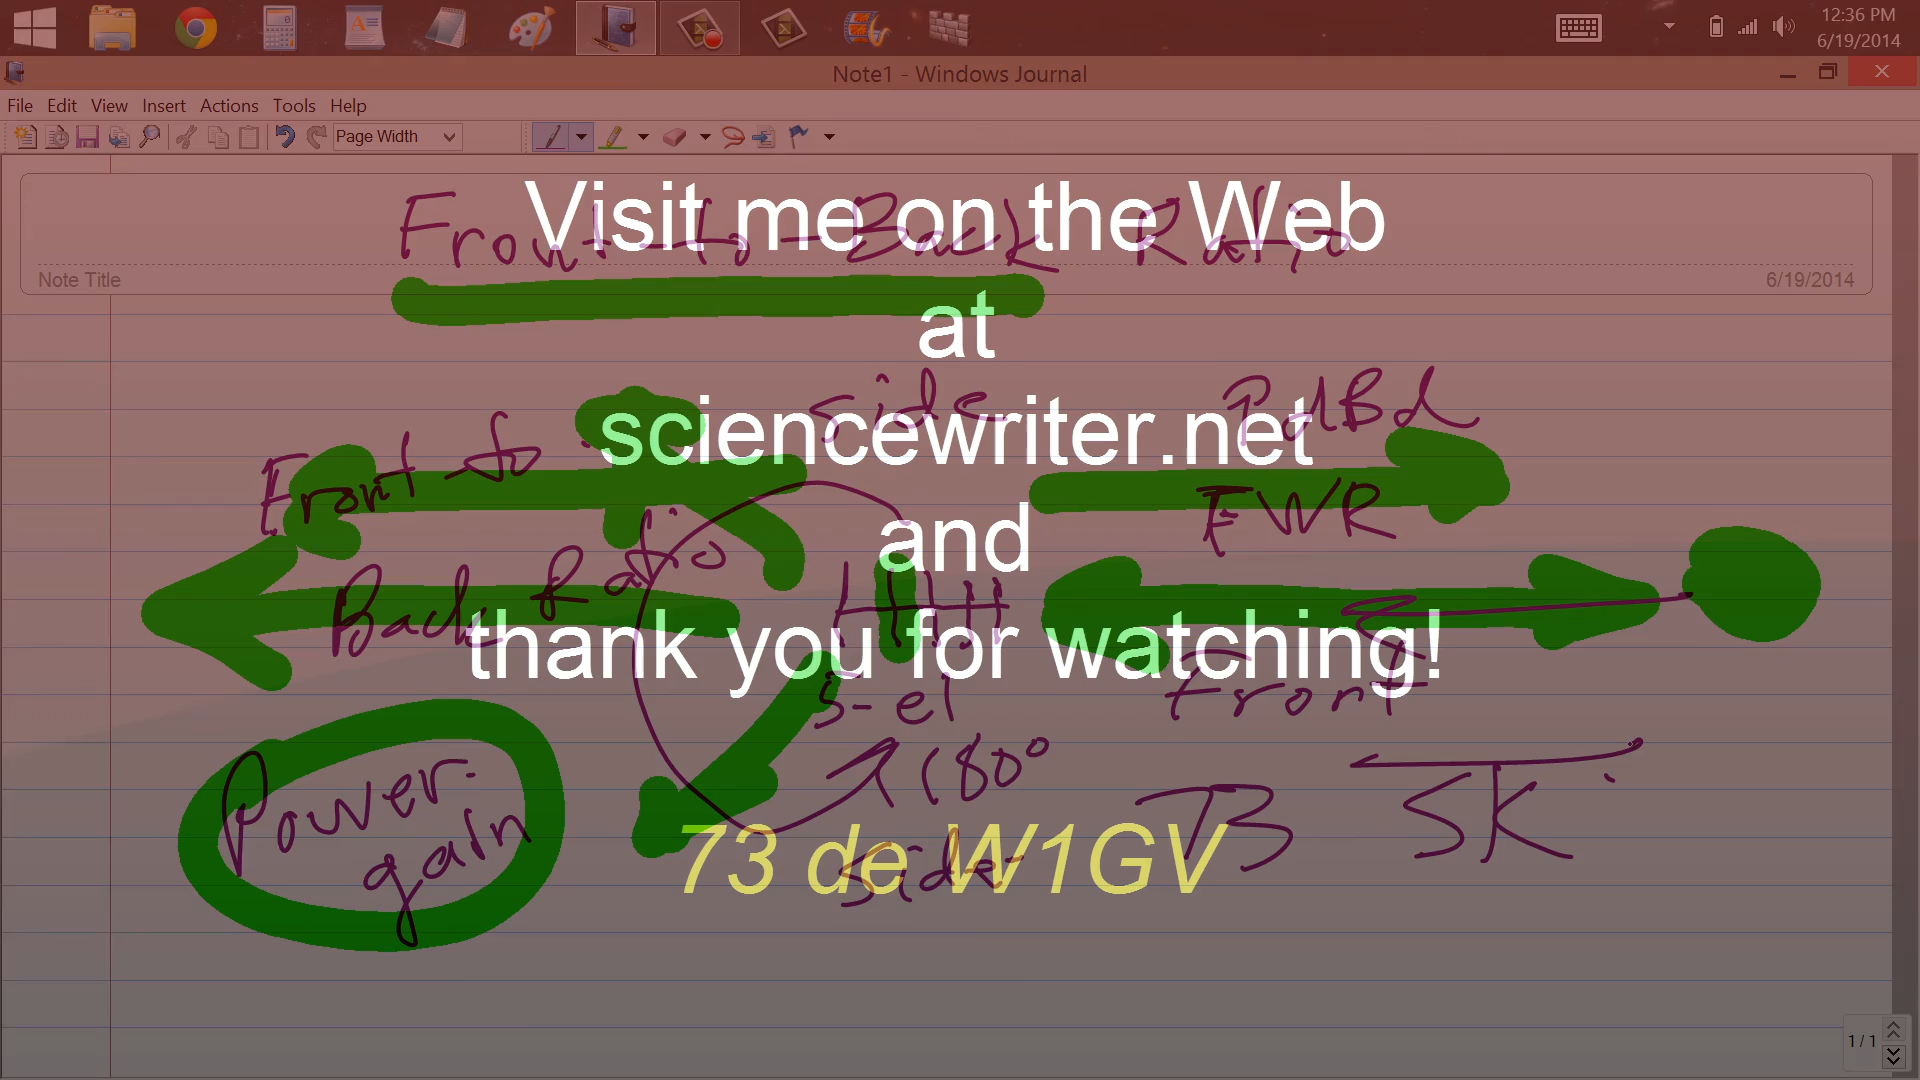 12:36 PM
6/19/2014
Note1 - Windows Journal
File Edit View Insert Actions Tools Help
Page Width
Visit me on the Web
Front-to-Back Ratio
Note Title
6/19/2014
at
side
PdBd
sciencewriter.net
Front-to
FWR
and
Back Ratio
thank you for watching!
Front
5-el
180°
Power
gain
SK
73 de W1GV
Side
1 / 1